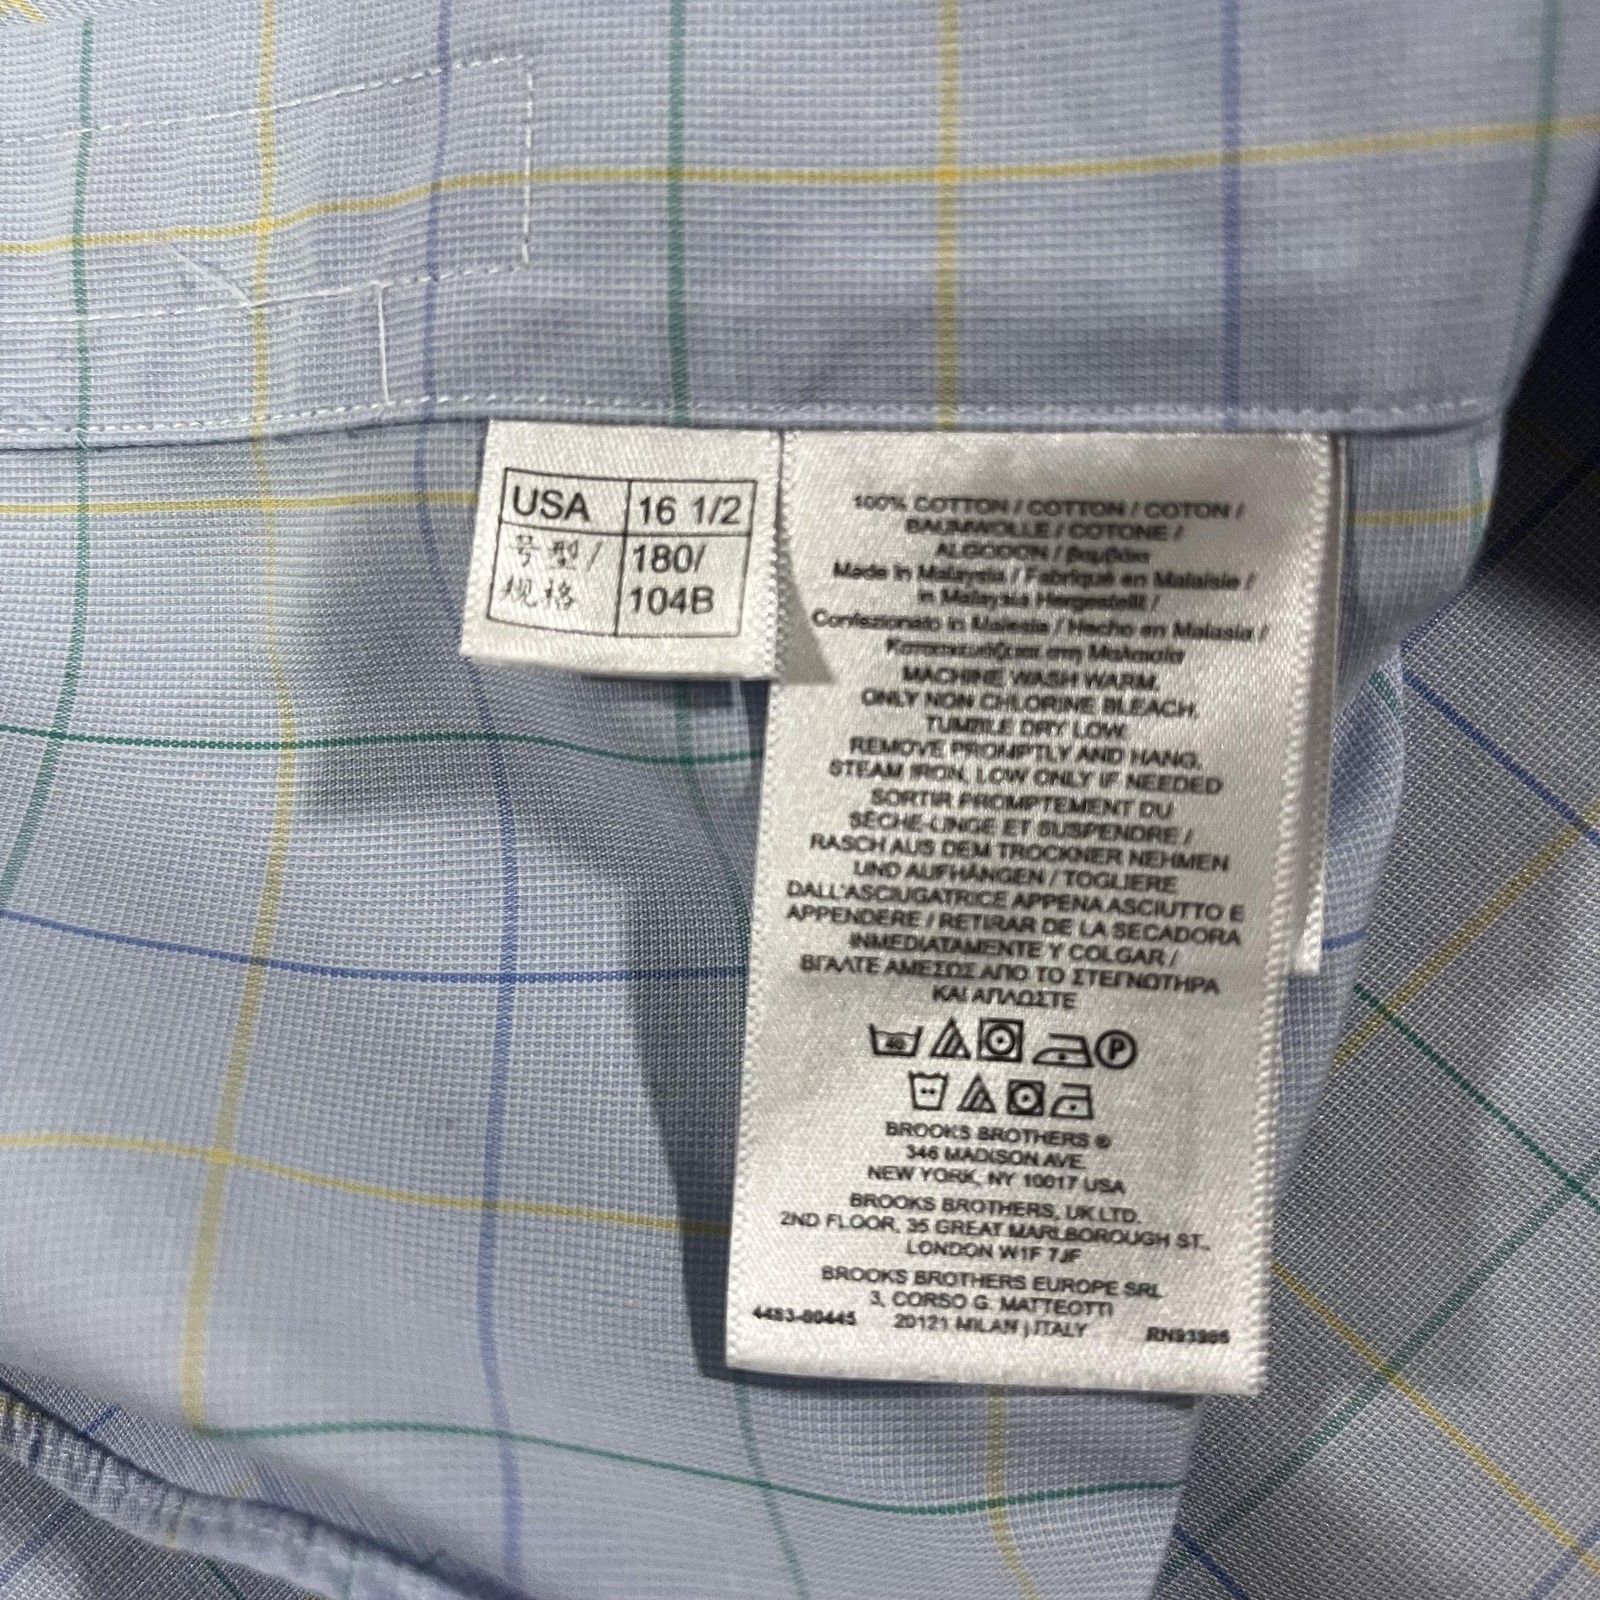 USA 16 1/2
号型/ 180/
规格 104B
100% COTTON / COTTON / COTON /
BAUMWOLLE / COTONE /
ALGODON / βαμβάκι
Made in Malaysia / Fabriqué en Malaisie /
in Malaysia Hergestellt /
Confezionato in Malesia / Hecho en Malasia /
Κατασκευάζεται στη Μαλαισία
MACHINE WASH WARM.
ONLY NON CHLORINE BLEACH.
TUMBLE DRY LOW.
REMOVE PROMPTLY AND HANG.
STEAM IRON, LOW ONLY IF NEEDED
SORTIR PROMPTEMENT DU
SÈCHE-LINGE ET SUSPENDRE /
RASCH AUS DEM TROCKNER NEHMEN
UND AUFHÄNGEN / TOGLIERE
DALL'ASCIUGATRICE APPENA ASCIUTTO E
APPENDERE / RETIRAR DE LA SECADORA
INMEDIATAMENTE Y COLGAR /
ΒΓΑΛΤΕ ΑΜΕΣΩΣ ΑΠΟ ΤΟ ΣΤΕΓΝΩΤΗΡΑ
ΚΑΙ ΑΠΛΩΣΤΕ
40 P
BROOKS BROTHERS ®
346 MADISON AVE.
NEW YORK, NY 10017 USA
BROOKS BROTHERS, UK LTD.
2ND FLOOR, 35 GREAT MARLBOROUGH ST.,
LONDON W1F 7JF
BROOKS BROTHERS EUROPE SRL
3, CORSO G. MATTEOTTI
4483-00445 20121 MILAN | ITALY